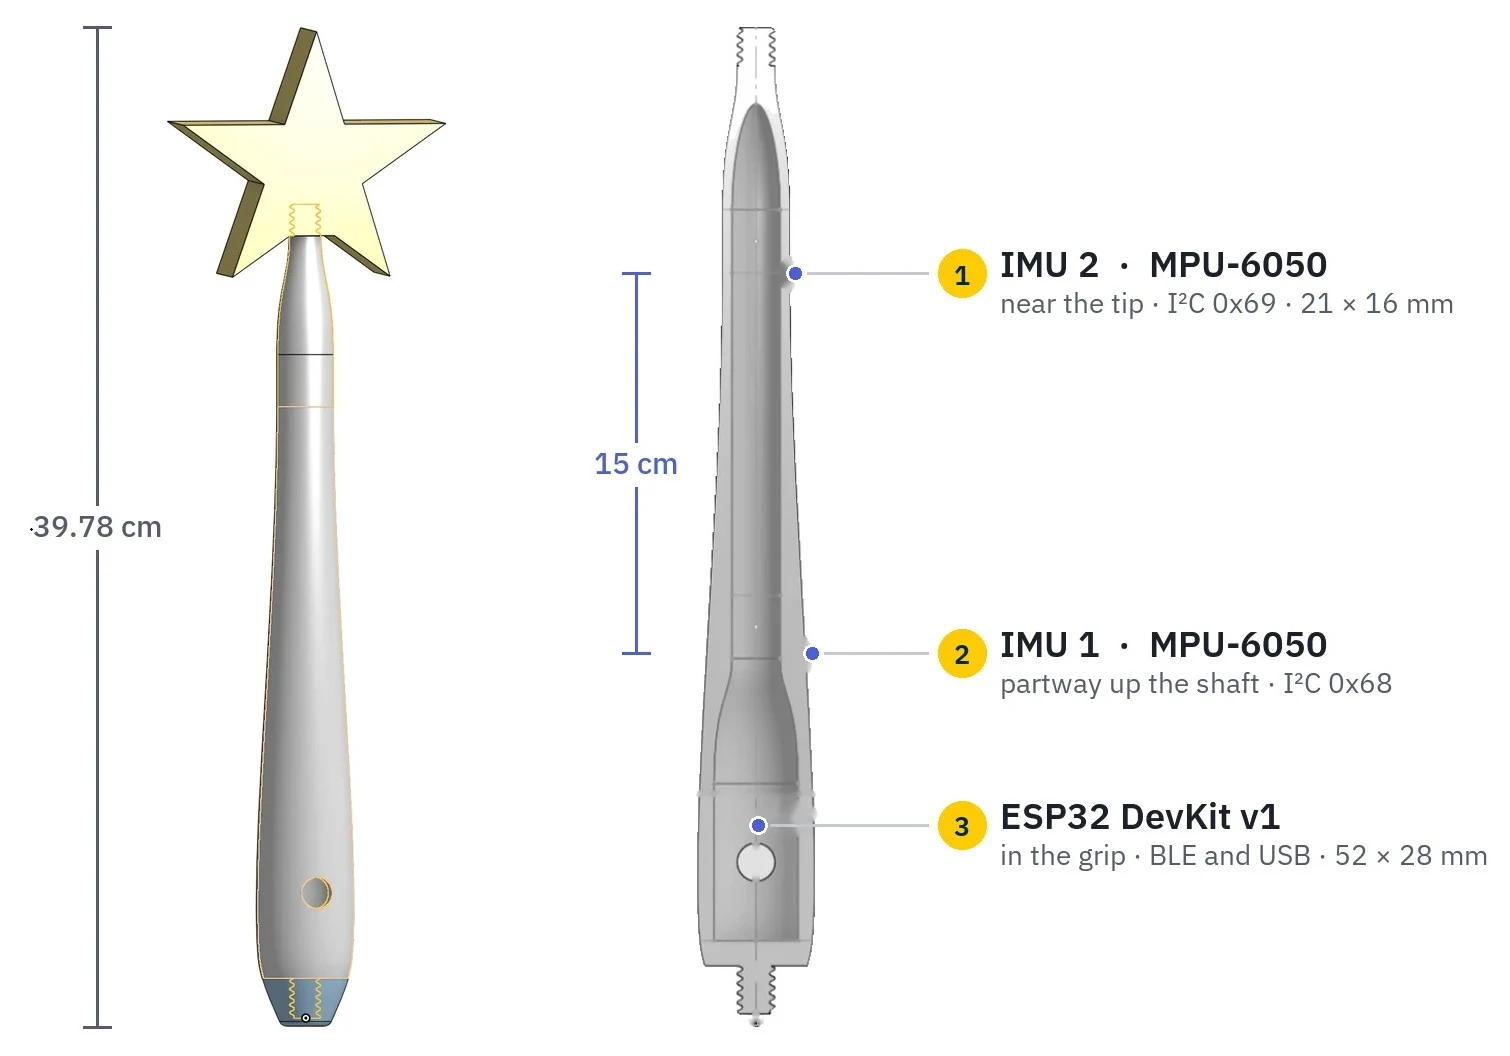 39.78 cm
15 cm
1
IMU 2 · MPU-6050
near the tip · I²C 0x69 · 21 × 16 mm
2
IMU 1 · MPU-6050
partway up the shaft · I²C 0x68
3
ESP32 DevKit v1
in the grip · BLE and USB · 52 × 28 mm